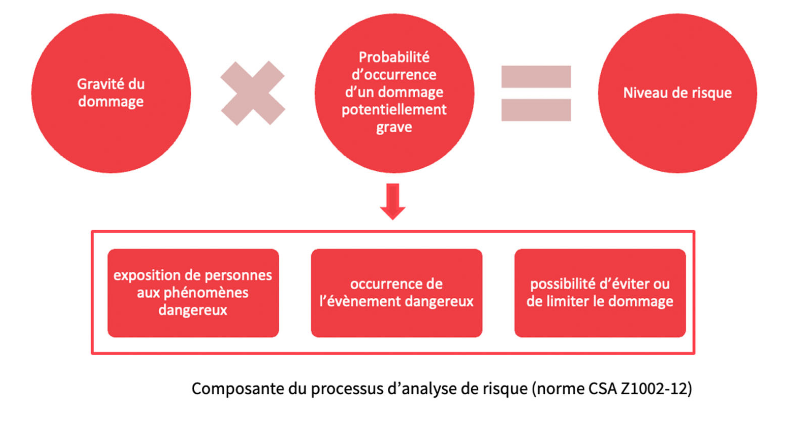 Gravité du
dommage
Probabilité
d'occurrence
d'un dommage
potentiellement
grave
Niveau de risque
exposition de personnes
aux phénomènes
dangereux
occurrence de
l'évènement dangereux
possibilité d'éviter ou
de limiter le dommage
Composante du processus d'analyse de risque (norme CSA Z1002-12)